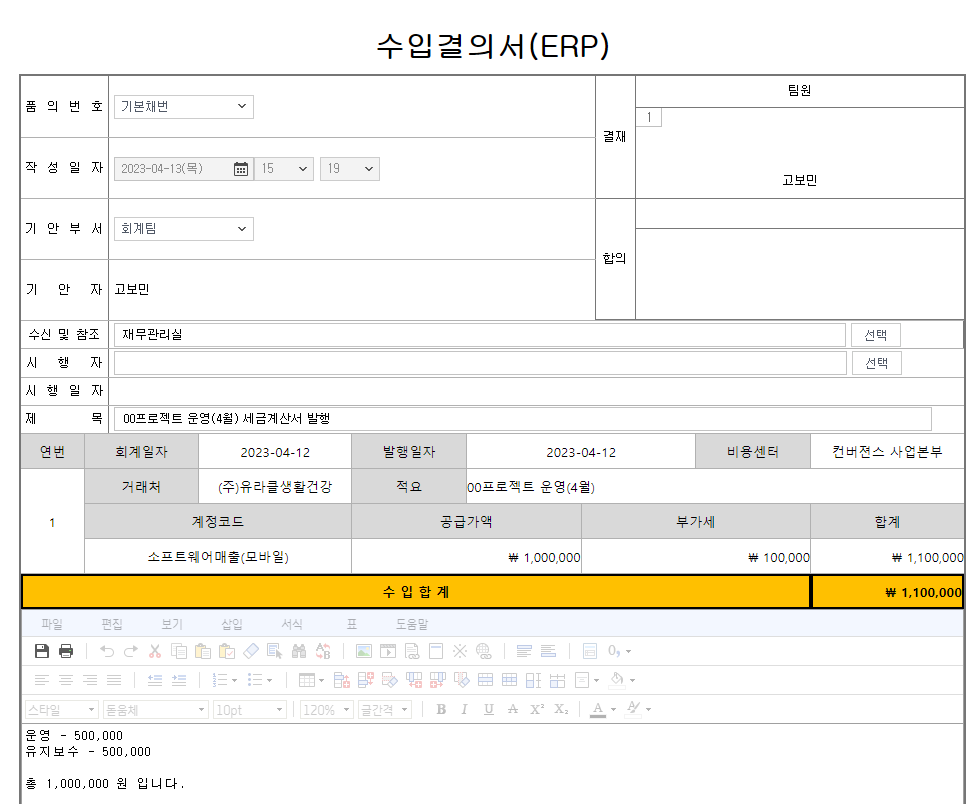 수입결의서(ERP)
품 의 번 호 기본채번
결재
팀원
1
고보민
작 성 일 자 2023-04-13(목) 15 19
기 안 부 서 회계팀
합의
기 안 자 고보민
수신 및 참조 재무관리실 선택
시 행 자 선택
시 행 일 자
제 목 00프로젝트 운영(4월) 세금계산서 발행
연번 회계일자 2023-04-12 발행일자 2023-04-12 비용센터 컨버젼스 사업본부
1 거래처 (주)유라클생활건강 적요 00프로젝트 운영(4월)
계정코드 공급가액 부가세 합계
소프트웨어매출(모바일) ₩ 1,000,000 ₩ 100,000 ₩ 1,100,000
수 입 합 계 ₩ 1,100,000
파일 편집 보기 삽입 서식 표 도움말
스타일 돋움체 10pt 120% 글간격
운영 - 500,000
유지보수 - 500,000
총 1,000,000 원 입니다.